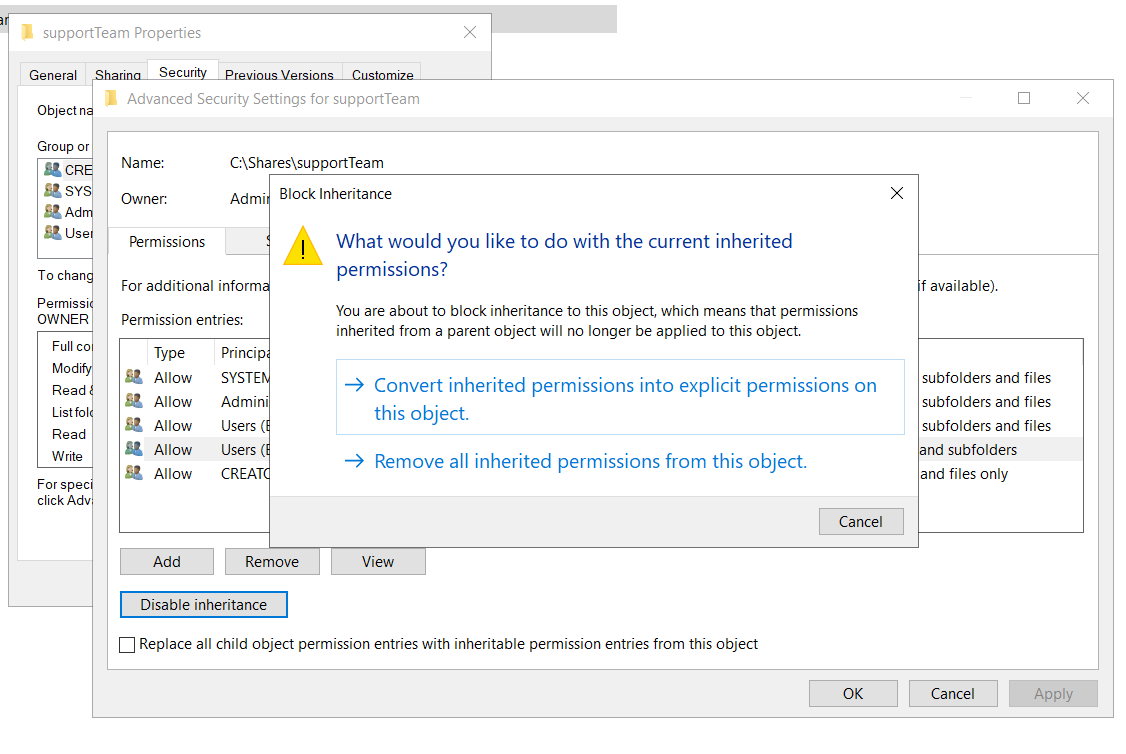 supportTeam Properties
General Sharing Security Previous Versions Customize
Object na
Group or
CRE
SYS
Adm
User
To chang
Permissio
OWNER
Full co
Modify
Read &
List fold
Read
Write
For speci
click Adva
Advanced Security Settings for supportTeam
Name: C:\Shares\supportTeam
Owner: Admi
Permissions S
For additional informa if available).
Permission entries:
Type Principa
Allow SYSTEM subfolders and files
Allow Admini subfolders and files
Allow Users (B subfolders and files
Allow Users (B and subfolders
Allow CREATO and files only
Add Remove View
Disable inheritance
Replace all child object permission entries with inheritable permission entries from this object
OK Cancel Apply
Block Inheritance
What would you like to do with the current inherited
permissions?
You are about to block inheritance to this object, which means that permissions
inherited from a parent object will no longer be applied to this object.
Convert inherited permissions into explicit permissions on
this object.
Remove all inherited permissions from this object.
Cancel